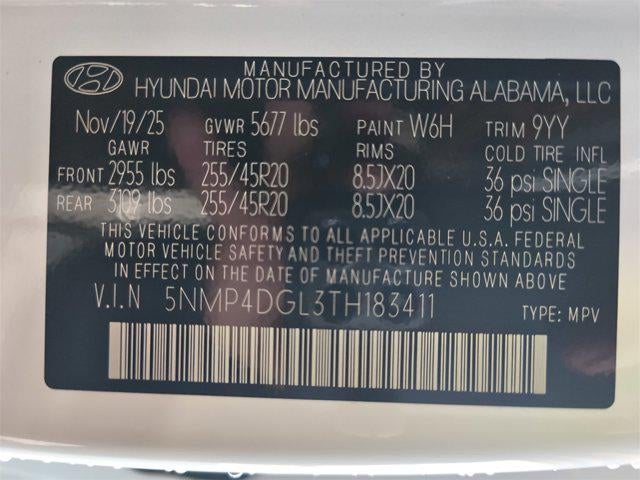 MANUFACTURED BY
HYUNDAI MOTOR MANUFACTURING ALABAMA, LLC
Nov/19/25 GVWR 5677 lbs PAINT W6H TRIM 9YY
GAWR TIRES RIMS COLD TIRE INFL
FRONT 2955 lbs 255/45R20 8.5JX20 36 psi SINGLE
REAR 3109 lbs 255/45R20 8.5JX20 36 psi SINGLE
THIS VEHICLE CONFORMS TO ALL APPLICABLE U.S.A. FEDERAL
MOTOR VEHICLE SAFETY AND THEFT PREVENTION STANDARDS
IN EFFECT ON THE DATE OF MANUFACTURE SHOWN ABOVE
V.I.N 5NMP4DGL3TH183411 TYPE: MPV